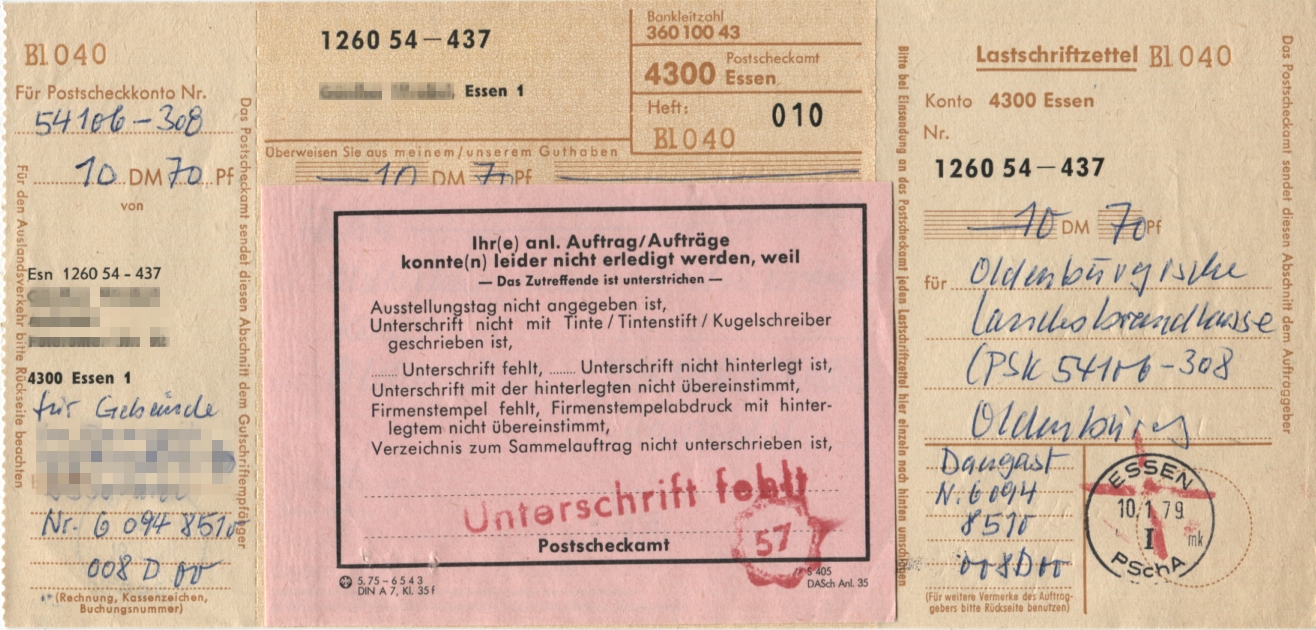 Bl 040
Für Postscheckkonto Nr.
54106-308
10 DM 70 Pf
von
Esn 1260 54 - 437
4300 Essen 1
für Gebäude
Nr. 6 094 8510
008 D 00
(Rechnung, Kassenzeichen,
Buchungsnummer)
Für den Auslandsverkehr bitte Rückseite beachten
Das Postscheckamt sendet diesen Abschnitt dem Gutschriftempfänger
1260 54 — 437
Essen 1
Bankleitzahl
360 100 43
Postscheckamt
4300 Essen
Heft:
010
Bl 040
Überweisen Sie aus meinem/unserem Guthaben
10 DM 70 Pf
Ihr(e) anl. Auftrag/Aufträge
konnte(n) leider nicht erledigt werden, weil
— Das Zutreffende ist unterstrichen —
Ausstellungstag nicht angegeben ist,
Unterschrift nicht mit Tinte / Tintenstift / Kugelschreiber
geschrieben ist,
....... Unterschrift fehlt, ....... Unterschrift nicht hinterlegt ist,
Unterschrift mit der hinterlegten nicht übereinstimmt,
Firmenstempel fehlt, Firmenstempelabdruck mit hinter-
legtem nicht übereinstimmt,
Verzeichnis zum Sammelauftrag nicht unterschrieben ist,
Unterschrift fehlt
57
Postscheckamt
5.75 – 6 5 4 3
DIN A 7, Kl. 35 f
S 405
DASch Anl. 35
Bitte bei Einsendung an das Postscheckamt jeden Lastschriftzettel hier einzeln nach hinten umschlagen
Lastschriftzettel Bl 040
Konto 4300 Essen
Nr.
1260 54 — 437
10 DM 70 Pf
für Oldenburgische
Landesbrandkasse
(PSK 54106-308
Oldenburg
Dangast
N. 6 094
8510
008 D 00
(Für weitere Vermerke des Auftrag-
gebers bitte Rückseite benutzen)
ESSEN
10.1.79
I mk
PSchA
Das Postscheckamt sendet diesen Abschnitt dem Auftraggeber